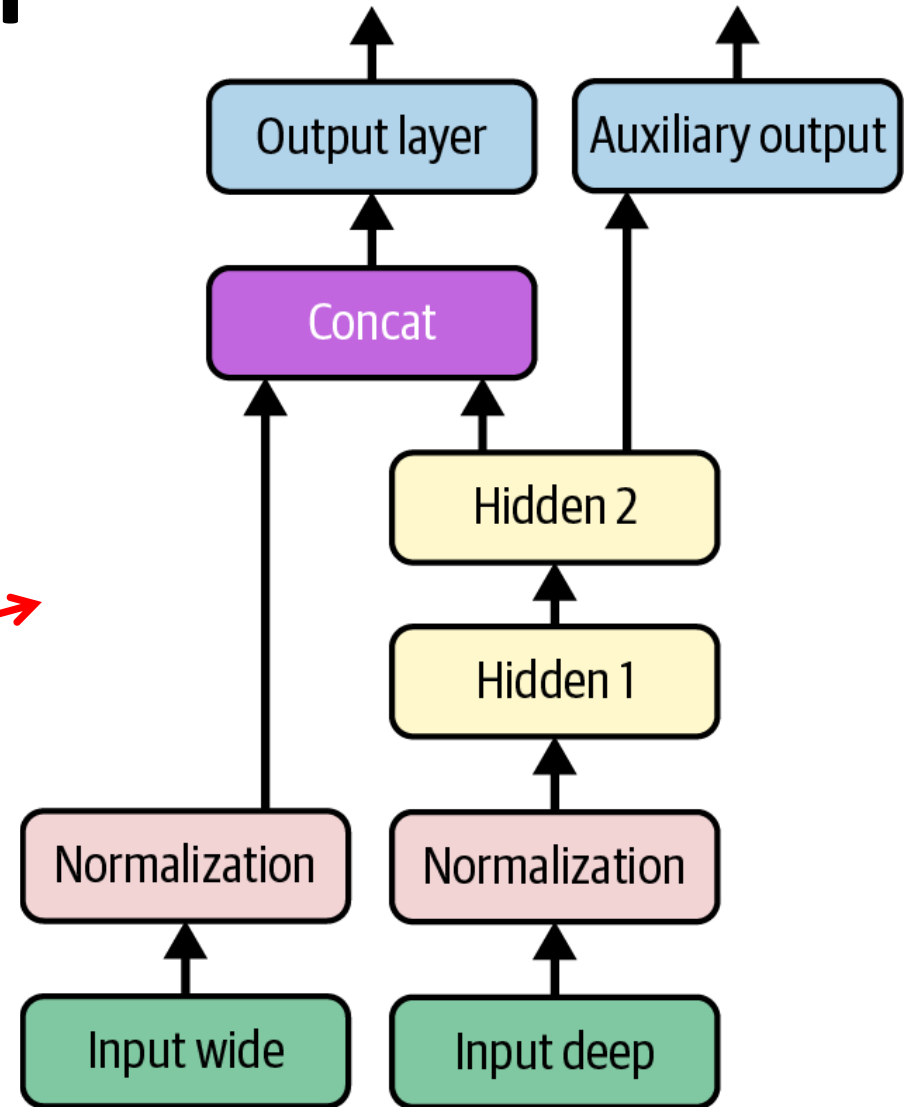 Output layer
Auxiliary output
Concat
Hidden 2
Hidden 1
Normalization
Normalization
Input wide
Input deep